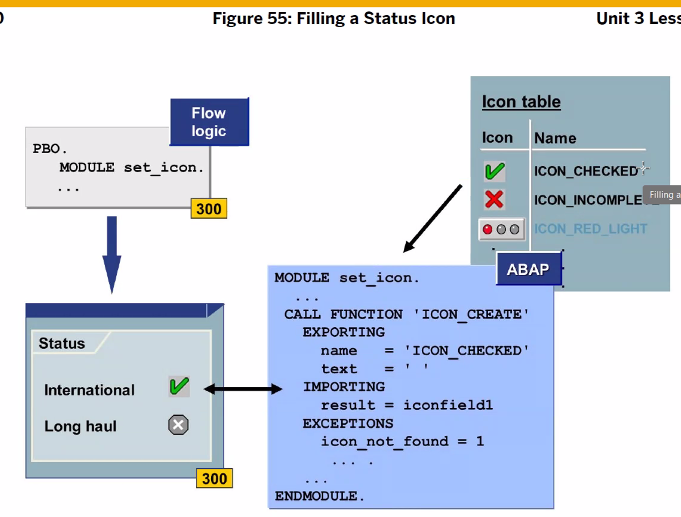 Figure 55: Filling a Status Icon
Flow
logic
PBO.
MODULE set_icon.
...
300
Icon table
Icon Name
ICON_CHECKED
ICON_INCOMPLE
Filling a
ICON_RED_LIGHT
ABAP
MODULE set_icon.
...
CALL FUNCTION 'ICON_CREATE'
EXPORTING
name = 'ICON_CHECKED'
text = ' '
IMPORTING
result = iconfield1
EXCEPTIONS
icon_not_found = 1
... .
...
ENDMODULE.
Status
International
Long haul
300
Unit 3 Less